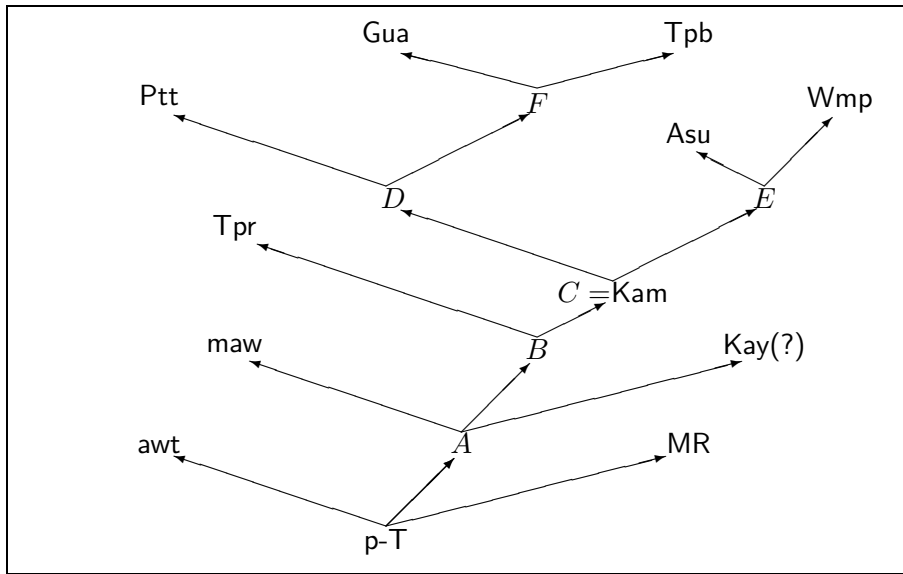 Gua Tpb
Ptt F Wmp
Asu
D E
Tpr
C =Kam
maw B Kay(?)
awt A MR
p-T